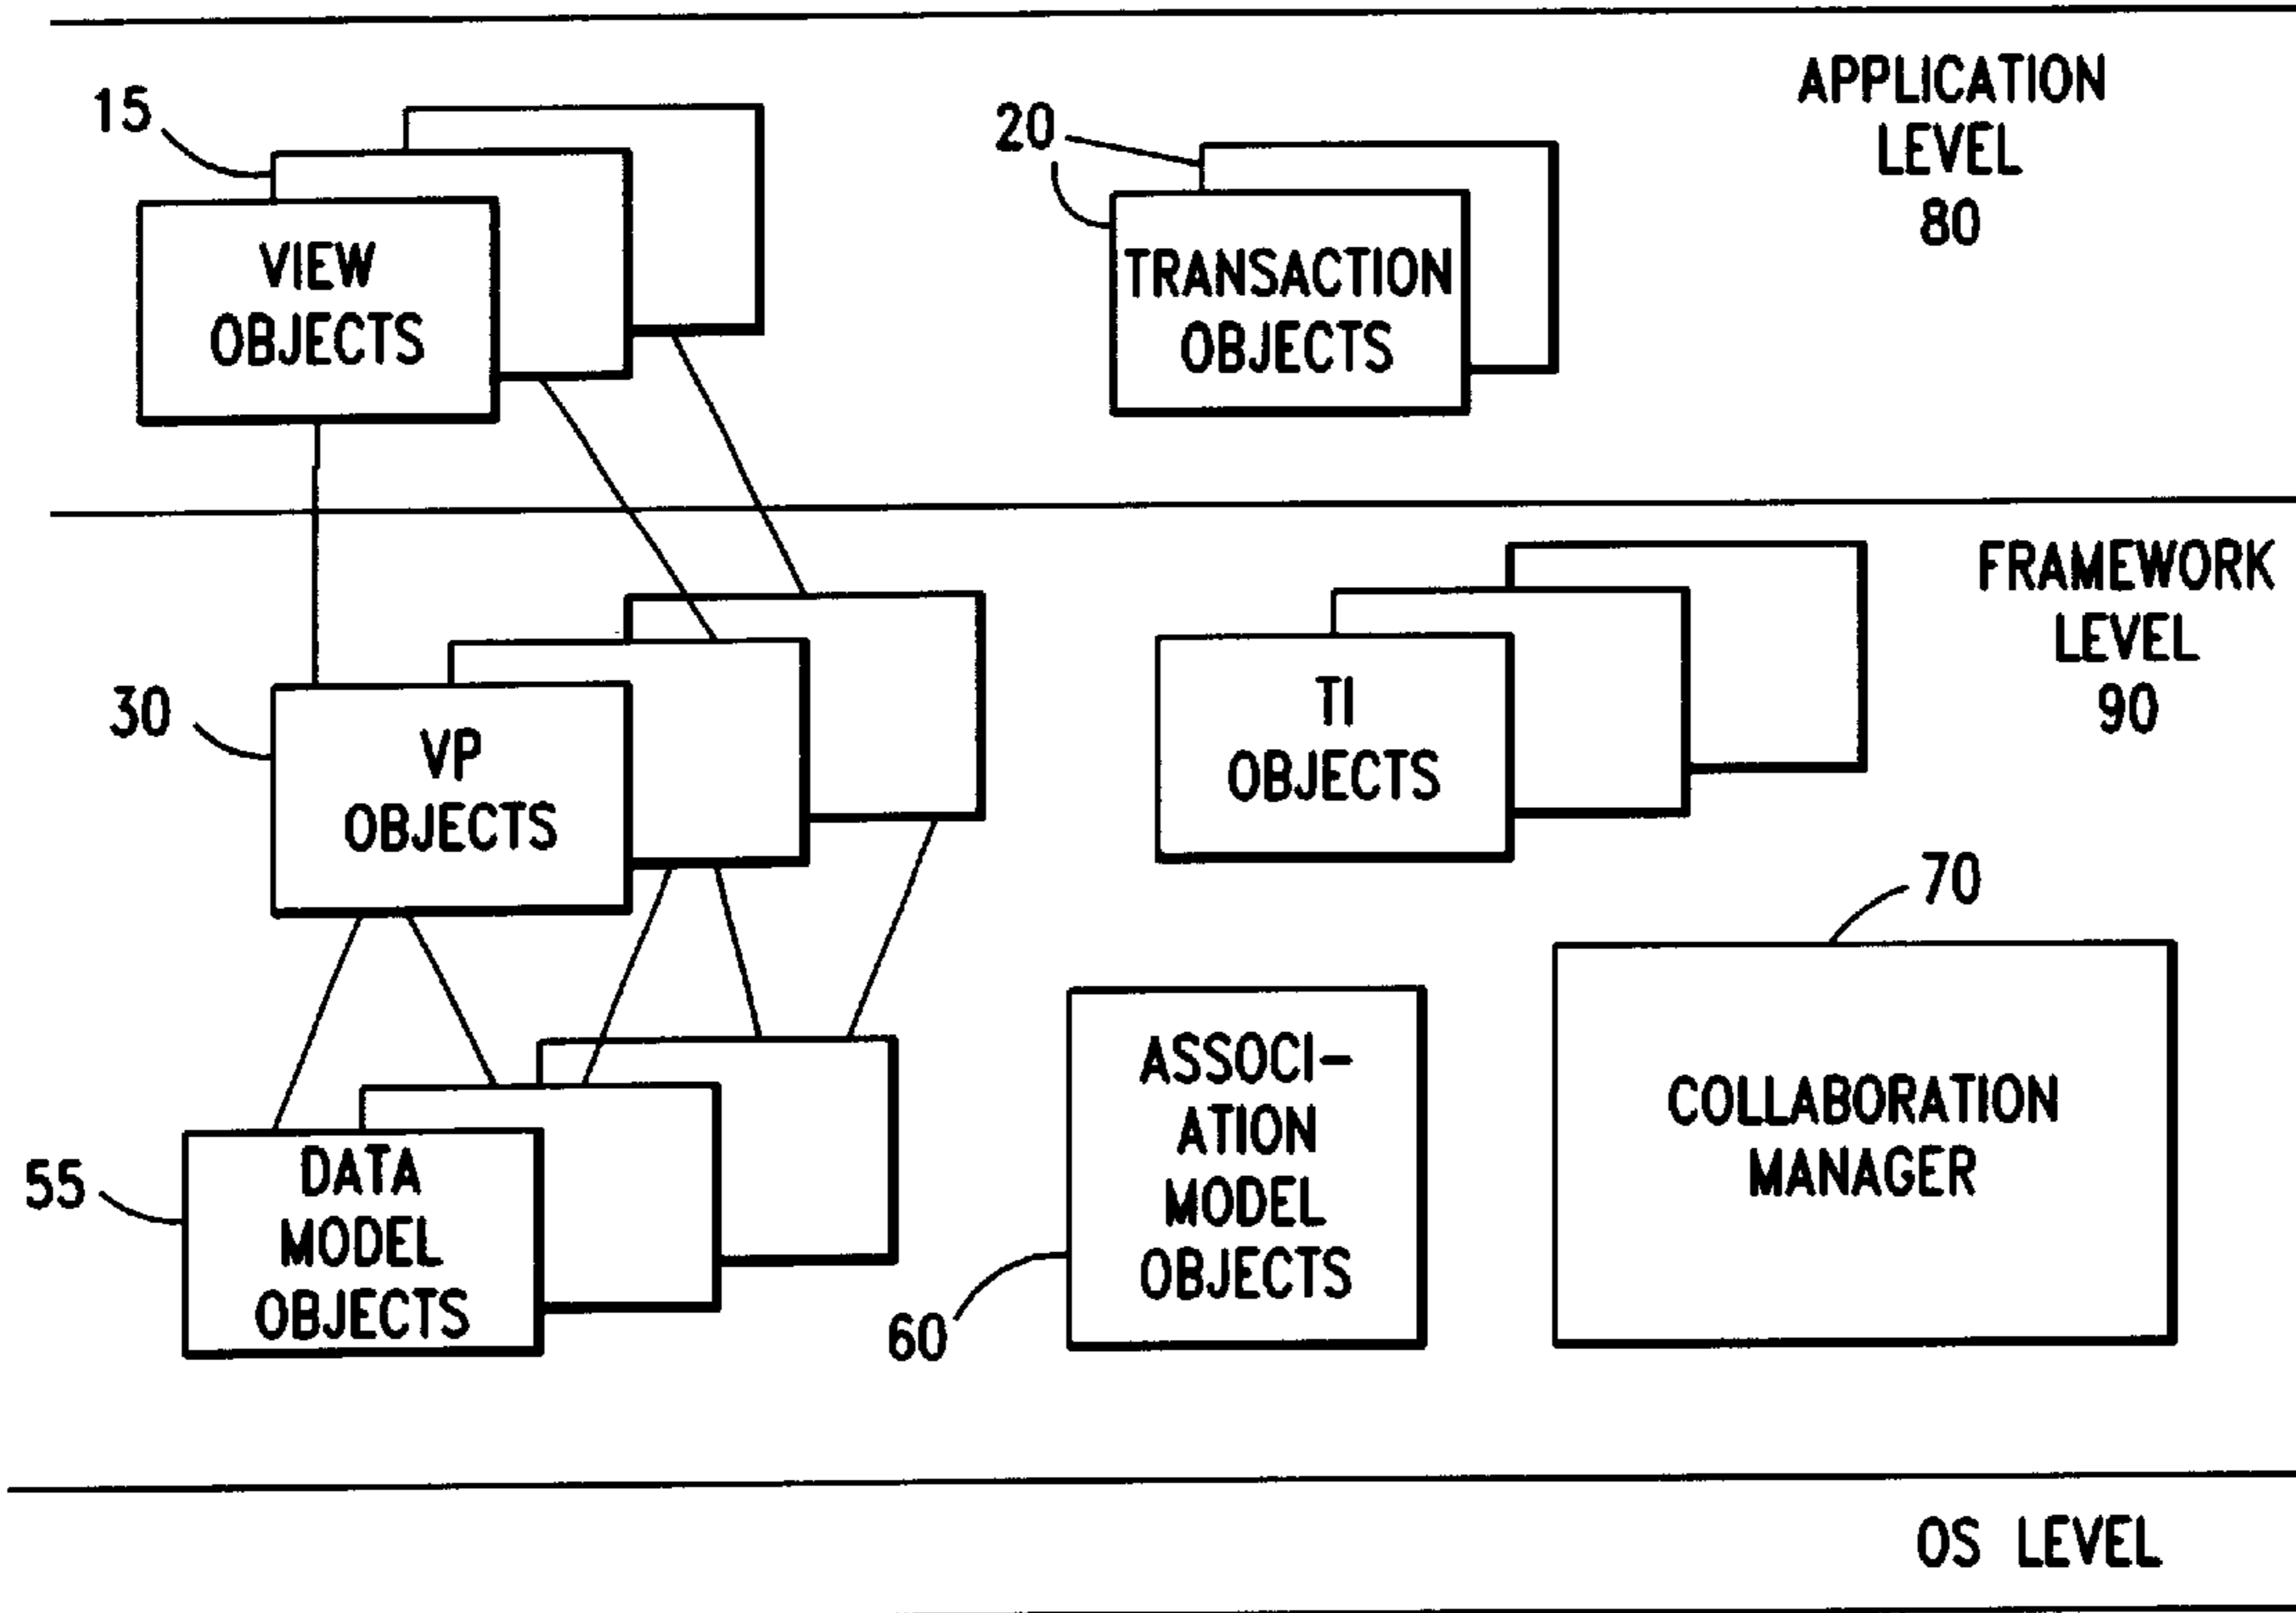 15
VIEW
OBJECTS
20
TRANSACTION
OBJECTS
APPLICATION
LEVEL
80
FRAMEWORK
LEVEL
90
30
VP
OBJECTS
TI
OBJECTS
70
55
DATA
MODEL
OBJECTS
60
ASSOCI-
ATION
MODEL
OBJECTS
COLLABORATION
MANAGER
OS LEVEL